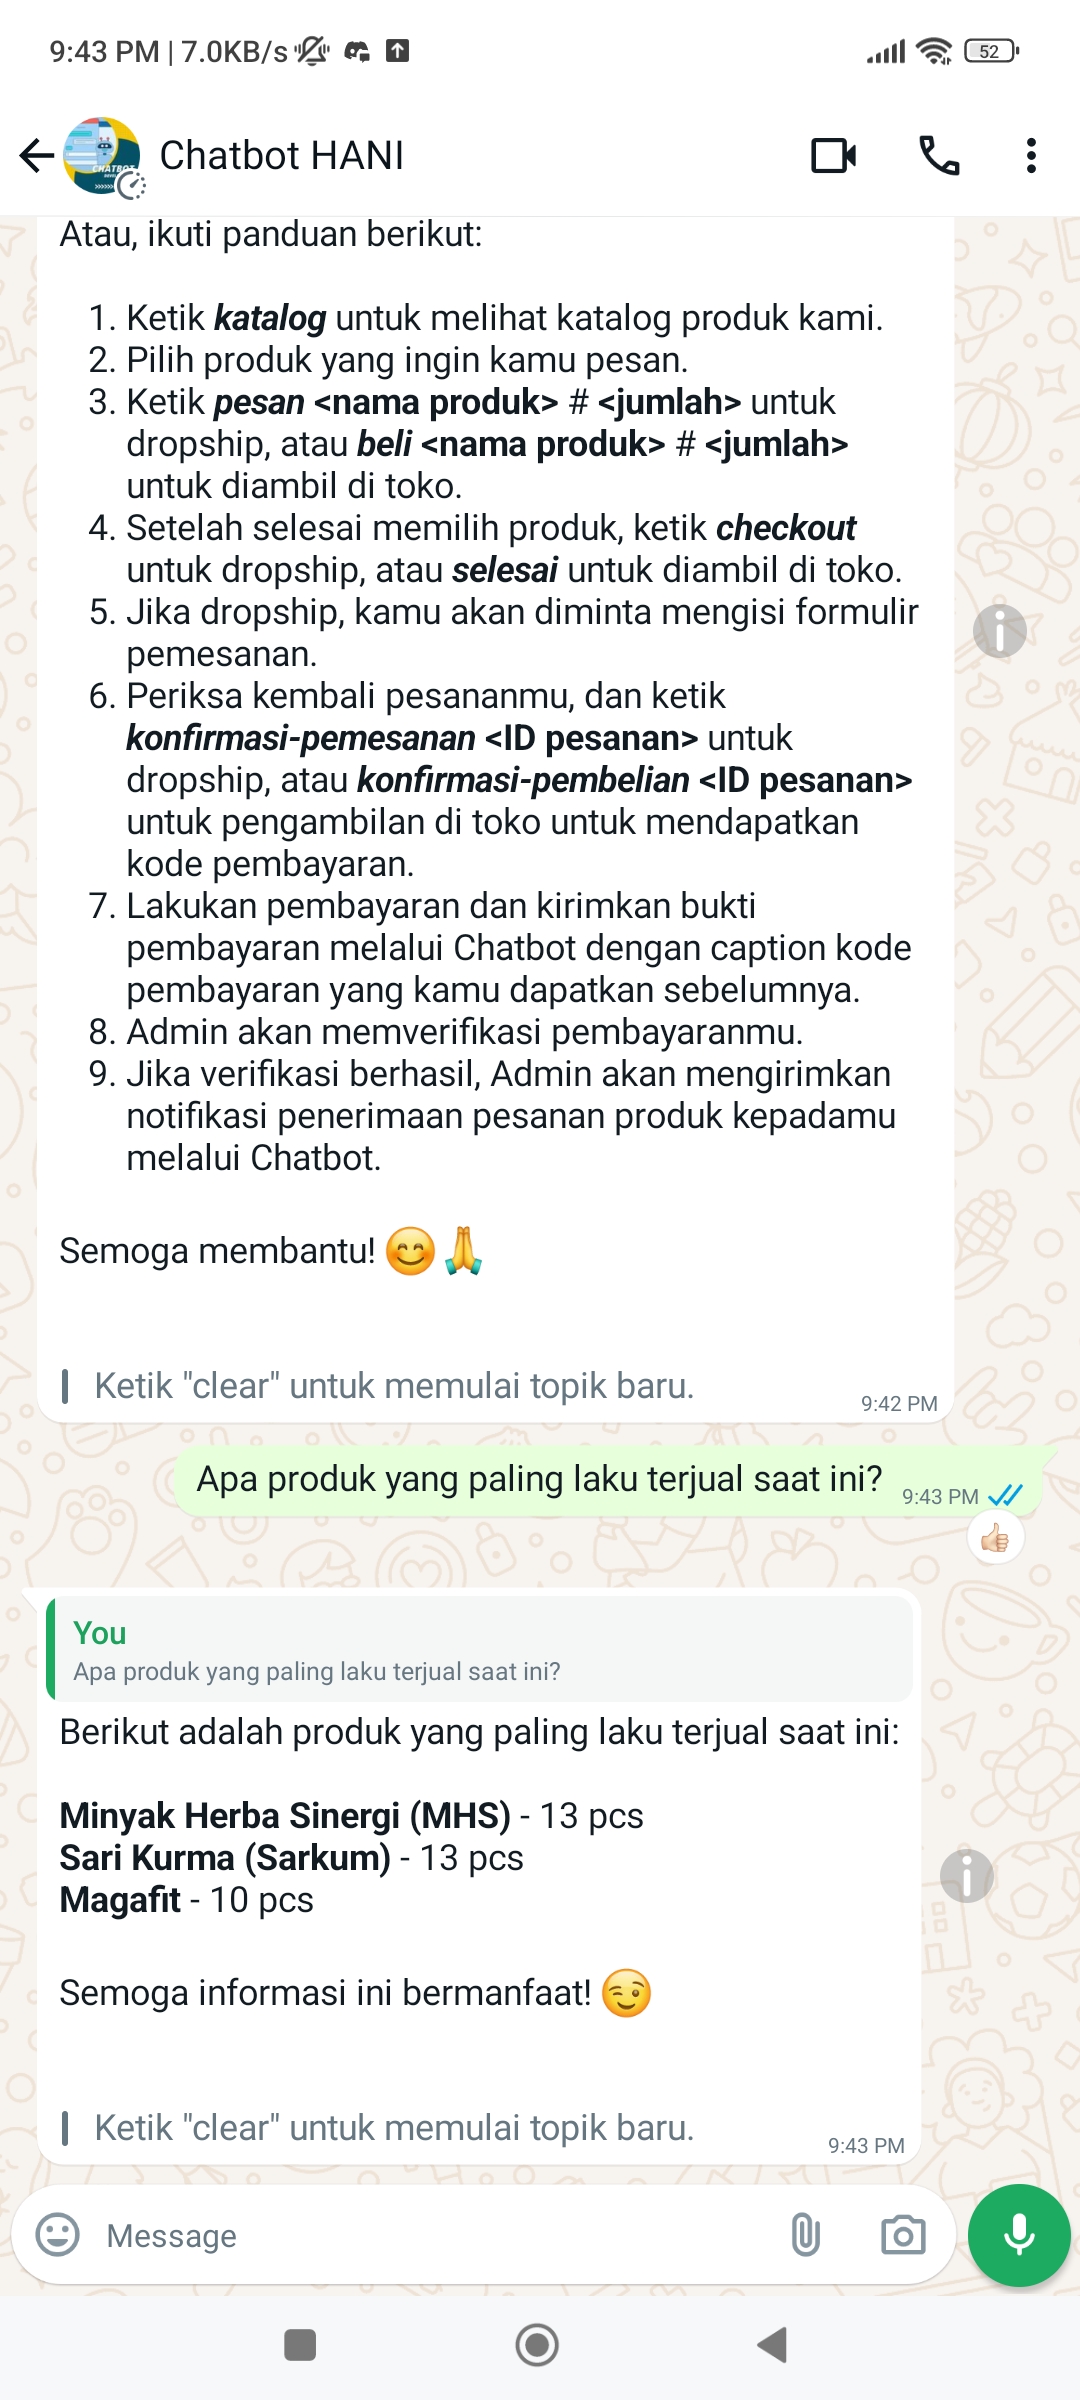 9:43 PM | 7.0KB/s
52
CHATBOT
Chatbot HANI
Atau, ikuti panduan berikut:
1. Ketik katalog untuk melihat katalog produk kami.
2. Pilih produk yang ingin kamu pesan.
3. Ketik pesan <nama produk> # <jumlah> untuk
dropship, atau beli <nama produk> # <jumlah>
untuk diambil di toko.
4. Setelah selesai memilih produk, ketik checkout
untuk dropship, atau selesai untuk diambil di toko.
5. Jika dropship, kamu akan diminta mengisi formulir
pemesanan.
6. Periksa kembali pesananmu, dan ketik
konfirmasi-pemesanan <ID pesanan> untuk
dropship, atau konfirmasi-pembelian <ID pesanan>
untuk pengambilan di toko untuk mendapatkan
kode pembayaran.
7. Lakukan pembayaran dan kirimkan bukti
pembayaran melalui Chatbot dengan caption kode
pembayaran yang kamu dapatkan sebelumnya.
8. Admin akan memverifikasi pembayaranmu.
9. Jika verifikasi berhasil, Admin akan mengirimkan
notifikasi penerimaan pesanan produk kepadamu
melalui Chatbot.
Semoga membantu! 😊🙏
Ketik "clear" untuk memulai topik baru.
9:42 PM
Apa produk yang paling laku terjual saat ini?
9:43 PM
You
Apa produk yang paling laku terjual saat ini?
Berikut adalah produk yang paling laku terjual saat ini:
Minyak Herba Sinergi (MHS) - 13 pcs
Sari Kurma (Sarkum) - 13 pcs
Magafit - 10 pcs
Semoga informasi ini bermanfaat! 😉
Ketik "clear" untuk memulai topik baru.
9:43 PM
Message